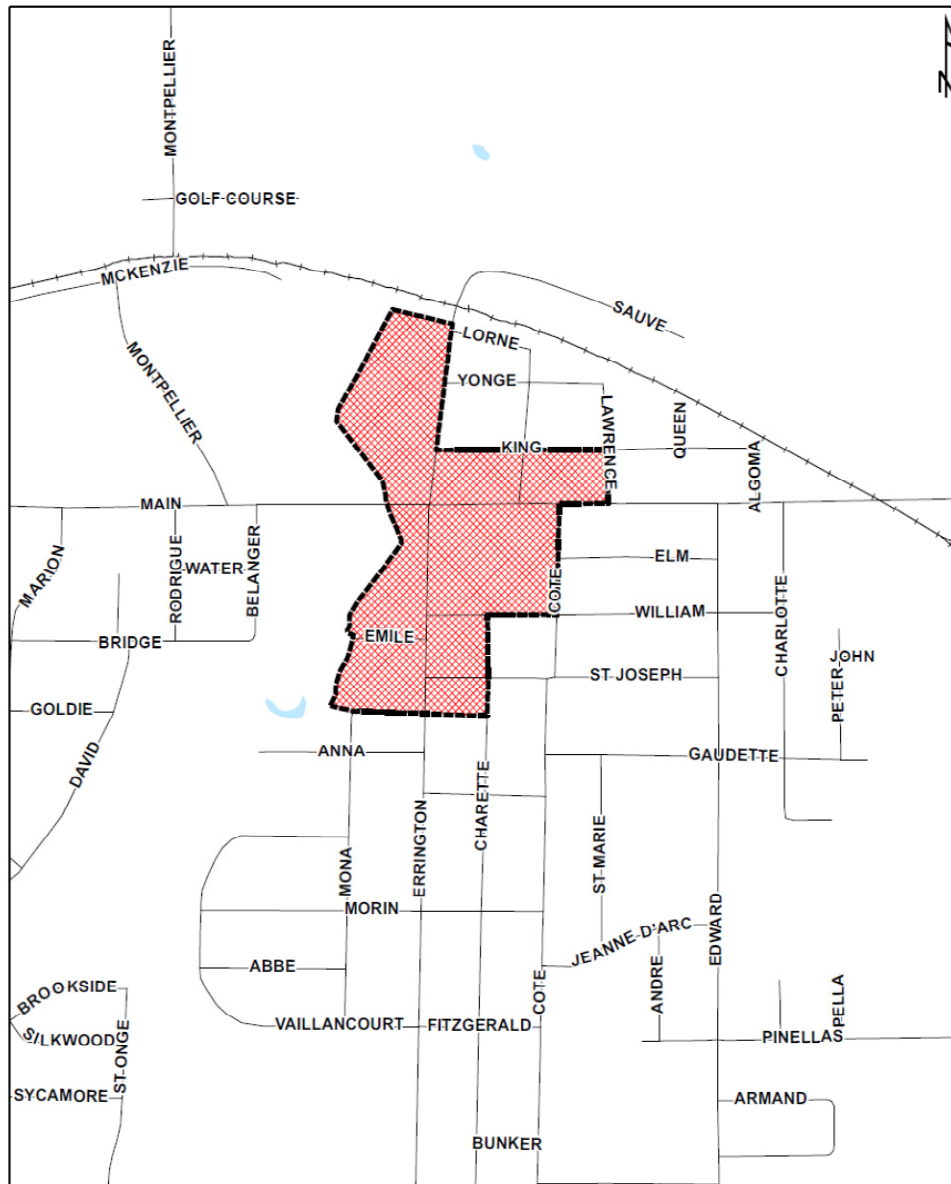 MONTPELLIER
GOLF COURSE
MCKENZIE
SAUVE
LORNE
MONTPELLIER
YONGE
LAWRENCE
QUEEN
KING
ALGOMA
MAIN
MARION
RODRIGUE
WATER
BELANGER
ELM
COTE
WILLIAM
CHARLOTTE
BRIDGE
EMILE
PETER JOHN
ST JOSEPH
GOLDIE
DAVID
ANNA
GAUDETTE
CHARETTE
ERRINGTON
MONA
ST-MARIE
MORIN
JEANNE-D'ARC
EDWARD
ANDRE
ABBE
COTE
BROOKSIDE
SILKWOOD
ST-ONGE
VAILLANCOURT
FITZGERALD
PELLA
PINELLAS
SYCAMORE
ARMAND
BUNKER